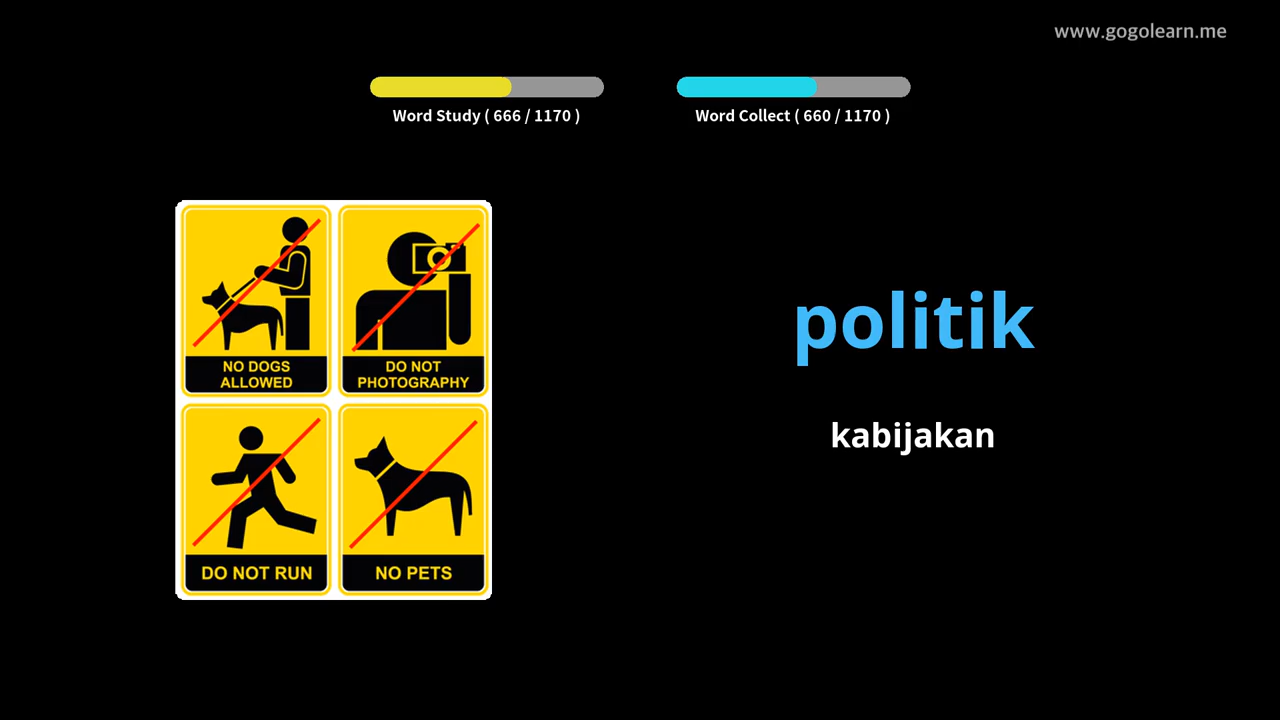 www.gogolearn.me
Word Study ( 666 / 1170 )
Word Collect ( 660 / 1170 )
NO DOGS
ALLOWED
DO NOT
PHOTOGRAPHY
DO NOT RUN
NO PETS
politik
kabijakan